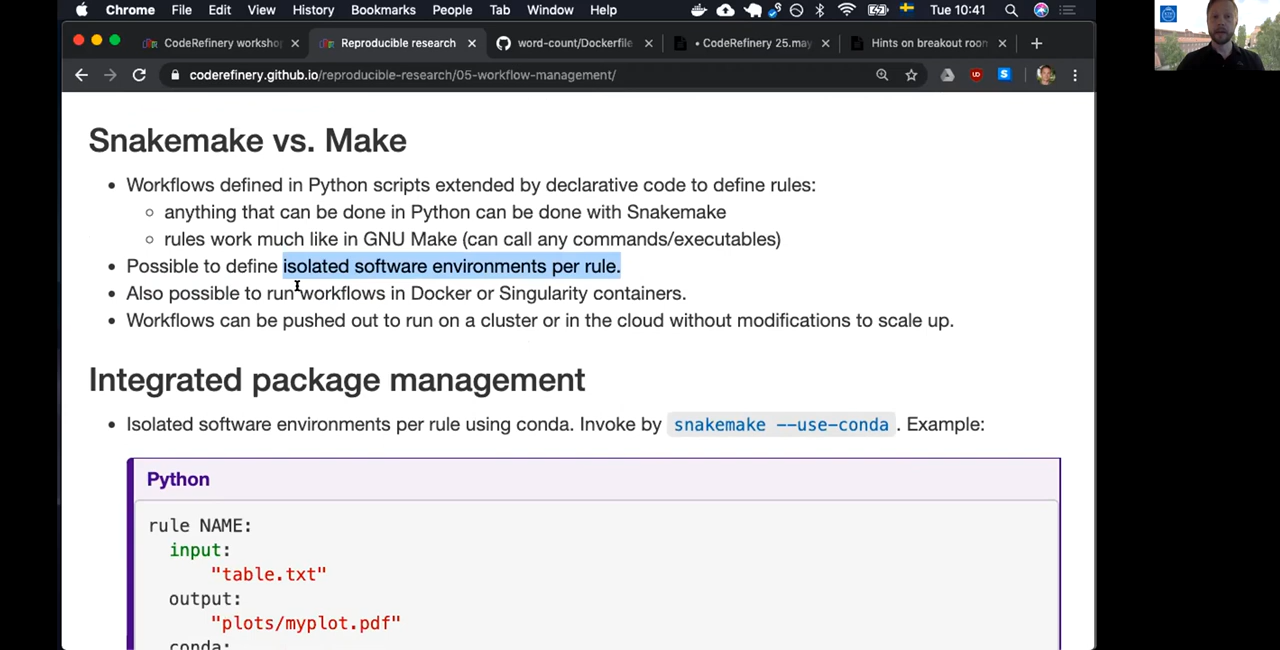 Chrome File Edit View History Bookmarks People Tab Window Help Tue 10:41
CodeRefinery workshop Reproducible research word-count/Dockerfile • CodeRefinery 25.may Hints on breakout room
coderefinery.github.io/reproducible-research/05-workflow-management/
Snakemake vs. Make
• Workflows defined in Python scripts extended by declarative code to define rules:
◦ anything that can be done in Python can be done with Snakemake
◦ rules work much like in GNU Make (can call any commands/executables)
• Possible to define isolated software environments per rule.
• Also possible to run workflows in Docker or Singularity containers.
• Workflows can be pushed out to run on a cluster or in the cloud without modifications to scale up.
Integrated package management
• Isolated software environments per rule using conda. Invoke by snakemake --use-conda . Example:
Python
rule NAME:
input:
"table.txt"
output:
"plots/myplot.pdf"
conda: